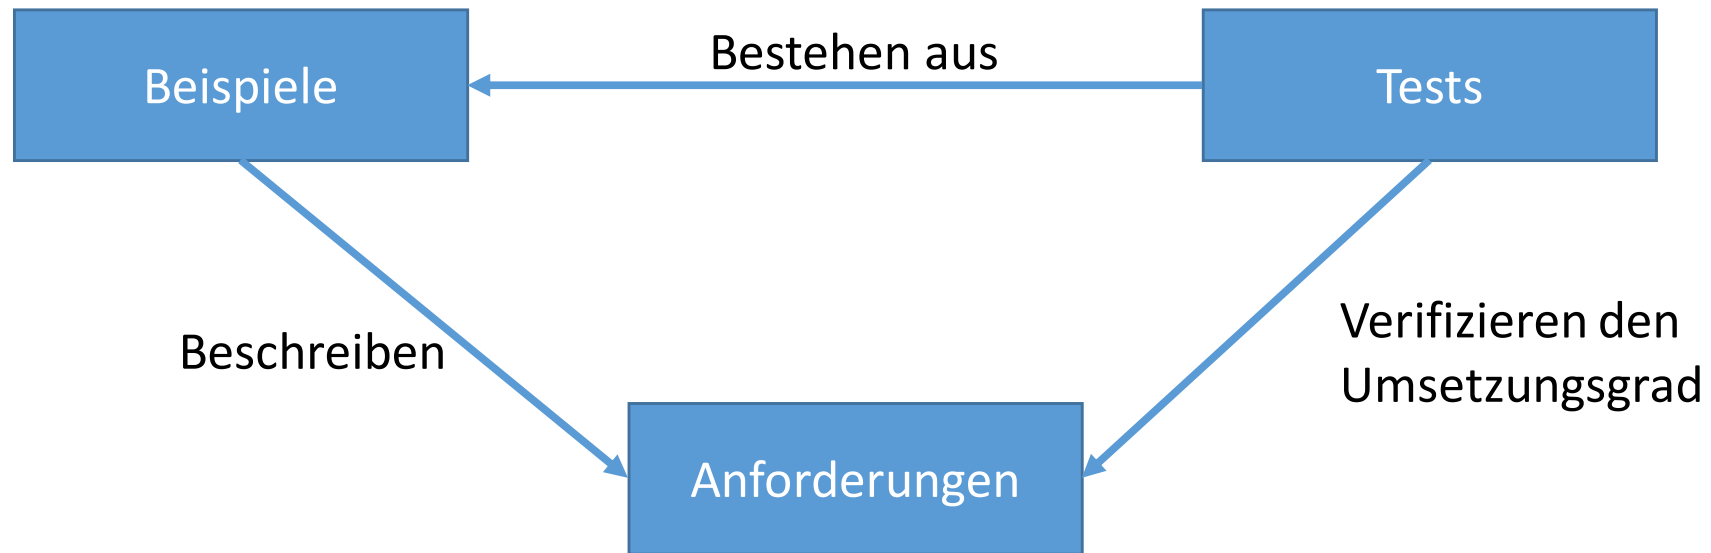 Bestehen aus
Beispiele
Tests
Beschreiben
Verifizieren den
Umsetzungsgrad
Anforderungen